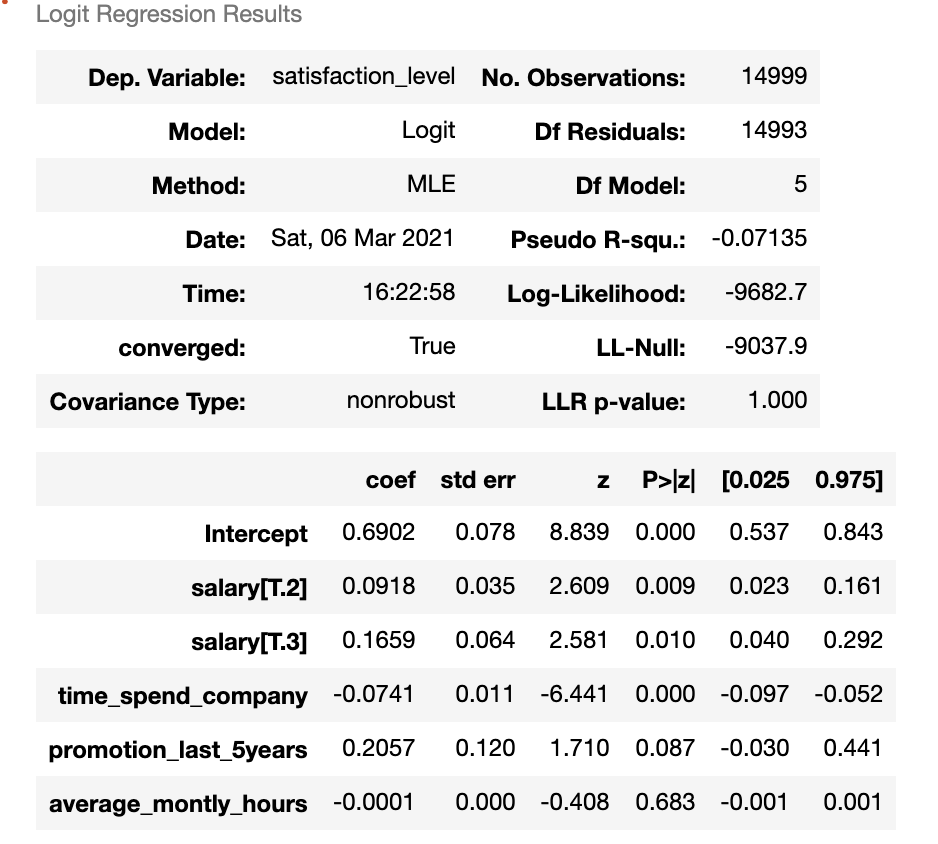 Logit Regression Results
Dep. Variable: satisfaction_level No. Observations: 14999
Model: Logit Df Residuals: 14993
Method: MLE Df Model: 5
Date: Sat, 06 Mar 2021 Pseudo R-squ.: -0.07135
Time: 16:22:58 Log-Likelihood: -9682.7
converged: True LL-Null: -9037.9
Covariance Type: nonrobust LLR p-value: 1.000
coef std err z P>|z| [0.025 0.975]
Intercept 0.6902 0.078 8.839 0.000 0.537 0.843
salary[T.2] 0.0918 0.035 2.609 0.009 0.023 0.161
salary[T.3] 0.1659 0.064 2.581 0.010 0.040 0.292
time_spend_company -0.0741 0.011 -6.441 0.000 -0.097 -0.052
promotion_last_5years 0.2057 0.120 1.710 0.087 -0.030 0.441
average_montly_hours -0.0001 0.000 -0.408 0.683 -0.001 0.001